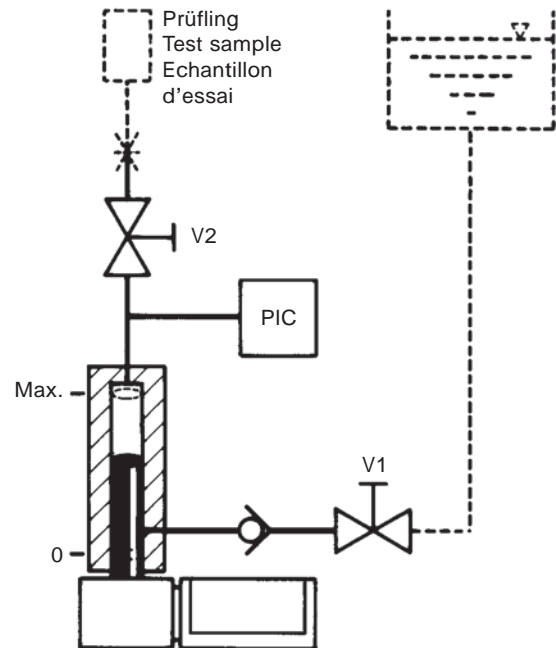 Prüfling
Test sample
Echantillon
d'essai
V2
PIC
Max.
V1
0